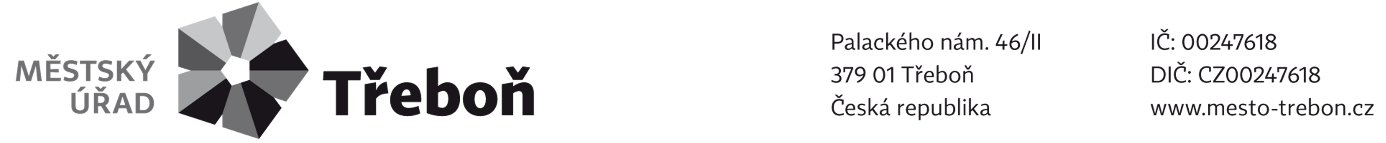 MĚSTSKÝ
ÚŘAD
Třeboň
Palackého nám. 46/II
379 01 Třeboň
Česká republika
IČ: 00247618
DIČ: CZ00247618
www.mesto-trebon.cz